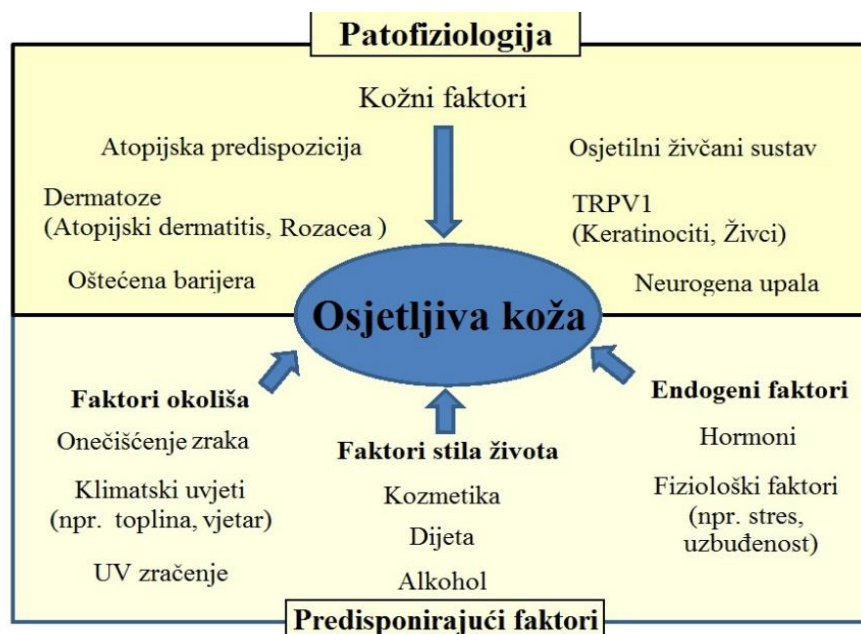 Patofiziologija
Kožni faktori
Atopijska predispozicija
Dermatoze
(Atopijski dermatitis, Rozacea )
Oštećena barijera
Osjetilni živčani sustav
TRPV1
(Keratinociti, Živci)
Neurogena upala
Osjetljiva koža
Faktori okoliša
Onečišćenje zraka
Klimatski uvjeti
(npr. toplina, vjetar)
UV zračenje
Faktori stila života
Kozmetika
Dijeta
Alkohol
Endogeni faktori
Hormoni
Fiziološki faktori
(npr. stres,
uzbuđenost)
Predisponirajući faktori